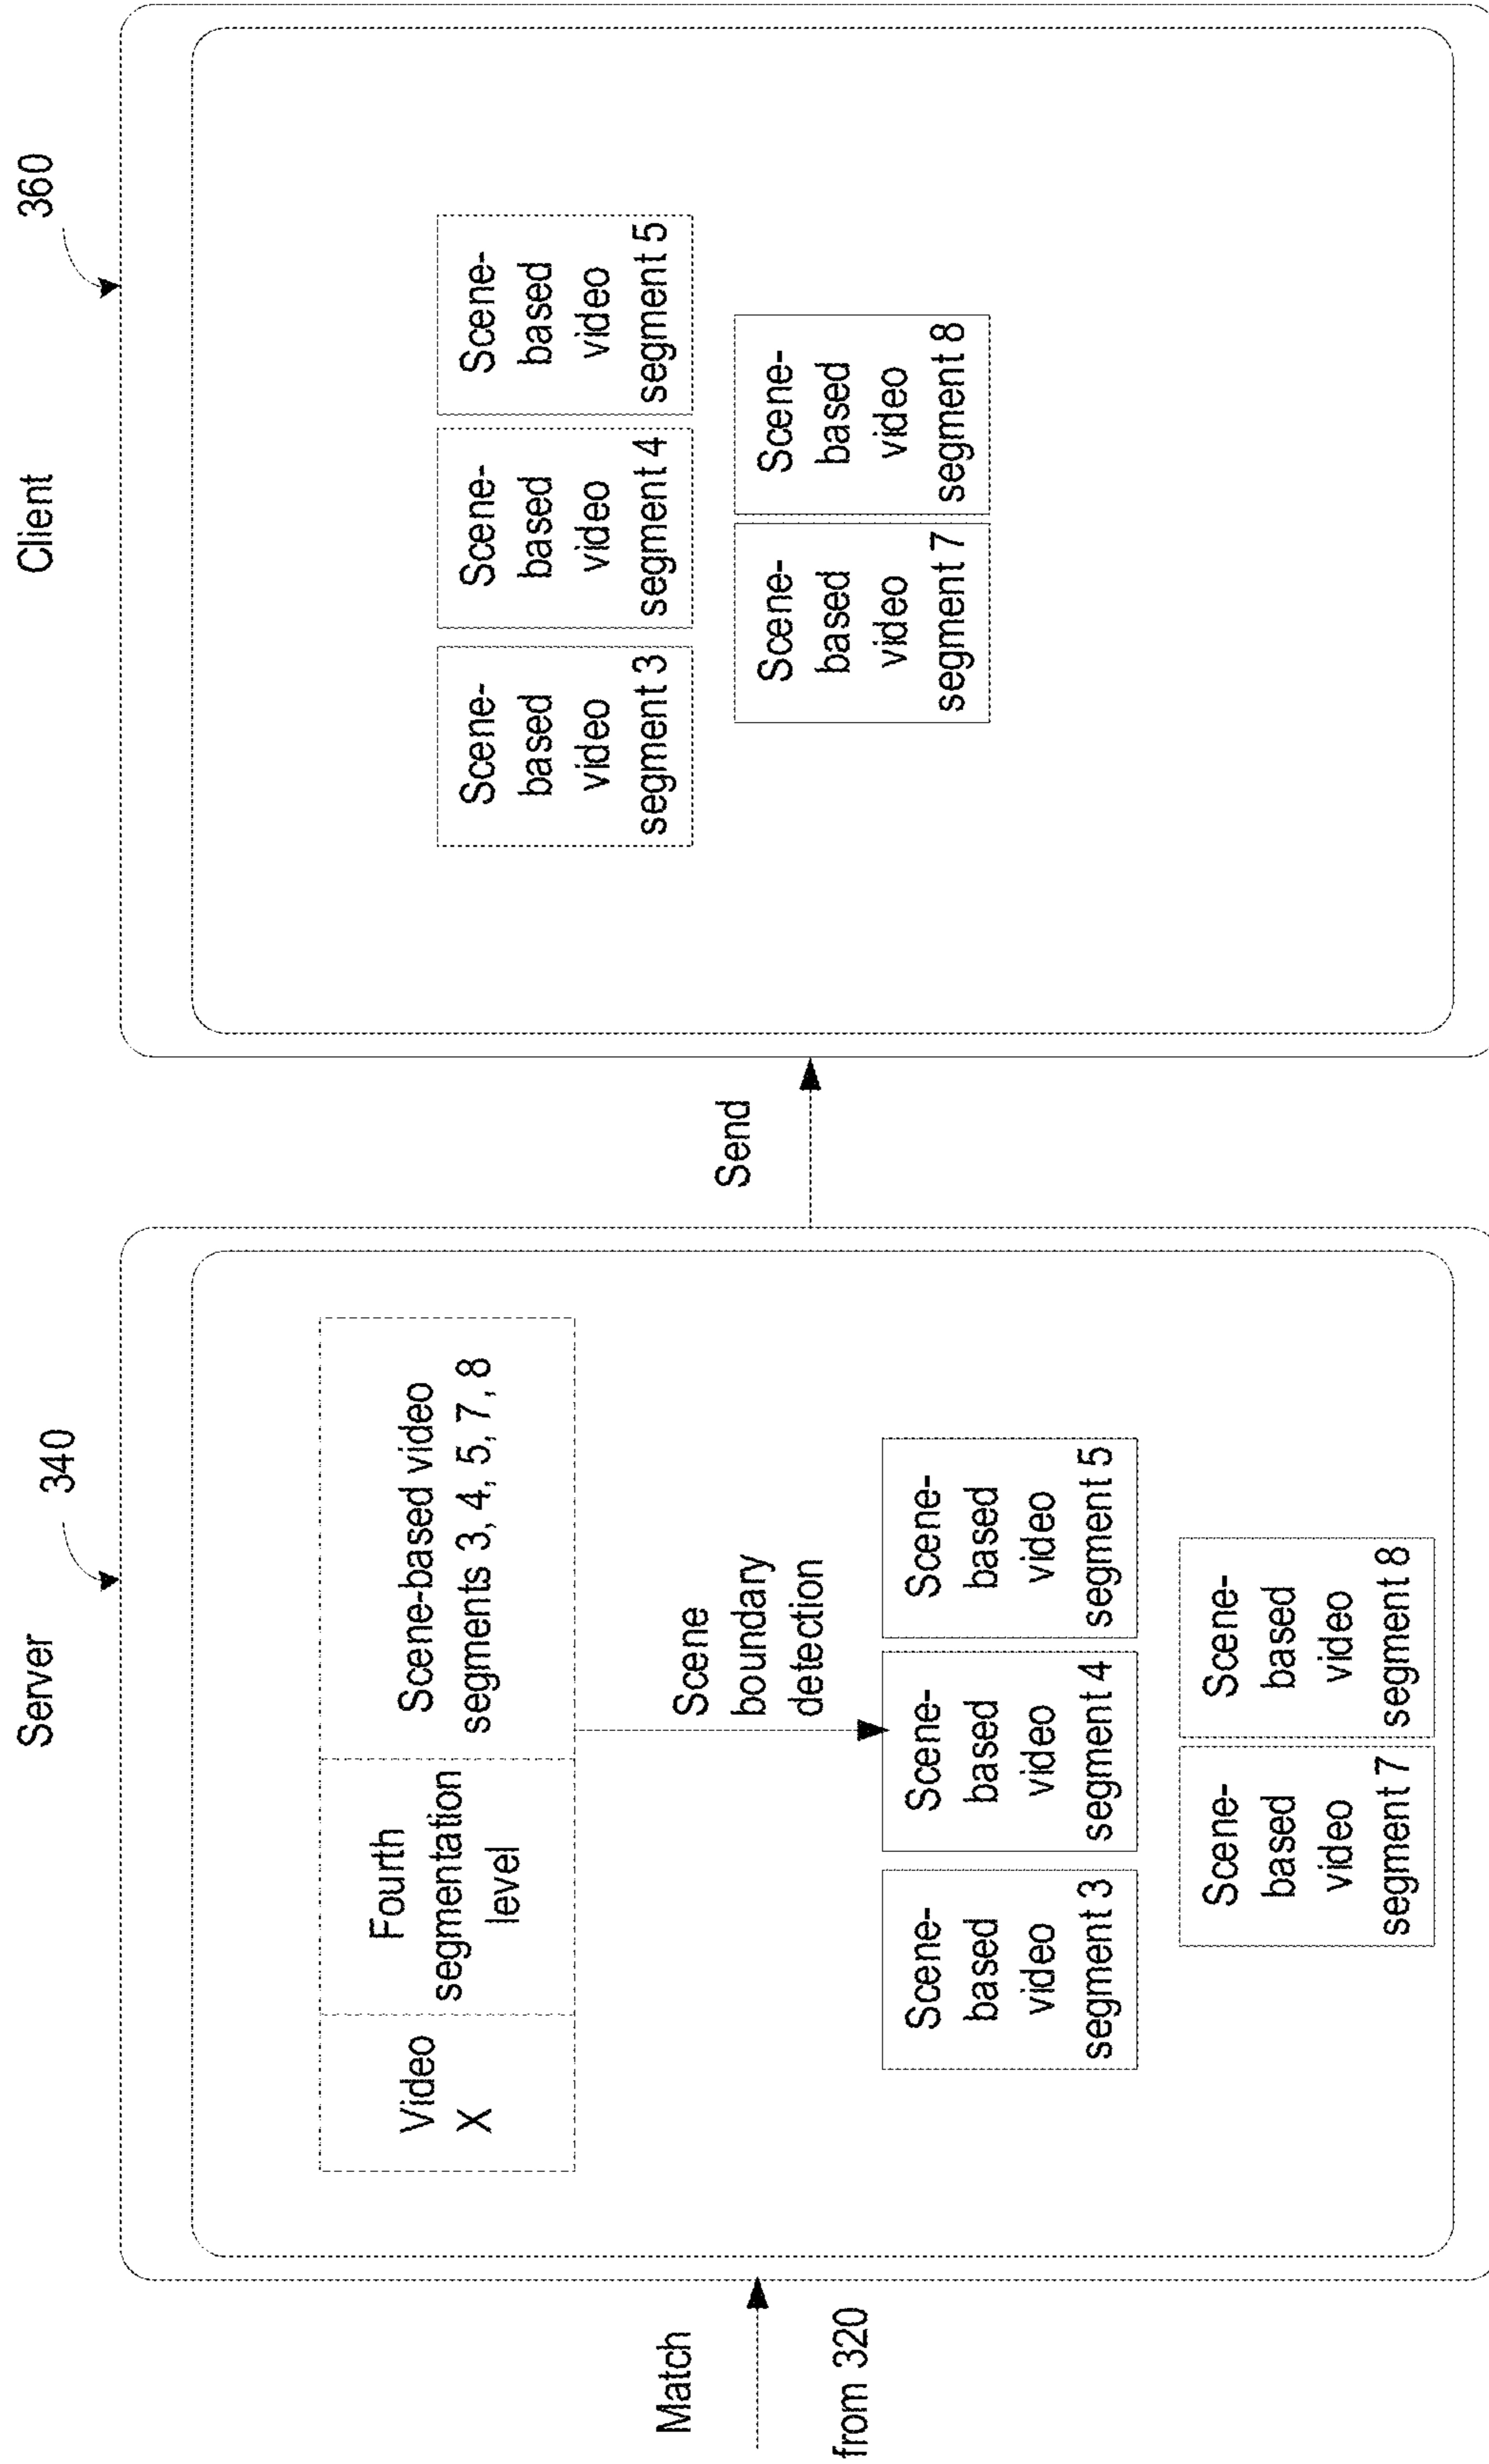 Server
340
Match
from 320
Video
X
Fourth
segmentation
level
Scene-based video
segments 3, 4, 5, 7, 8
Scene
boundary
detection
Scene-
based
video
segment 3
Scene-
based
video
segment 4
Scene-
based
video
segment 5
Scene-
based
video
segment 7
Scene-
based
video
segment 8
Send
Client
360
Scene-
based
video
segment 3
Scene-
based
video
segment 4
Scene-
based
video
segment 5
Scene-
based
video
segment 7
Scene-
based
video
segment 8